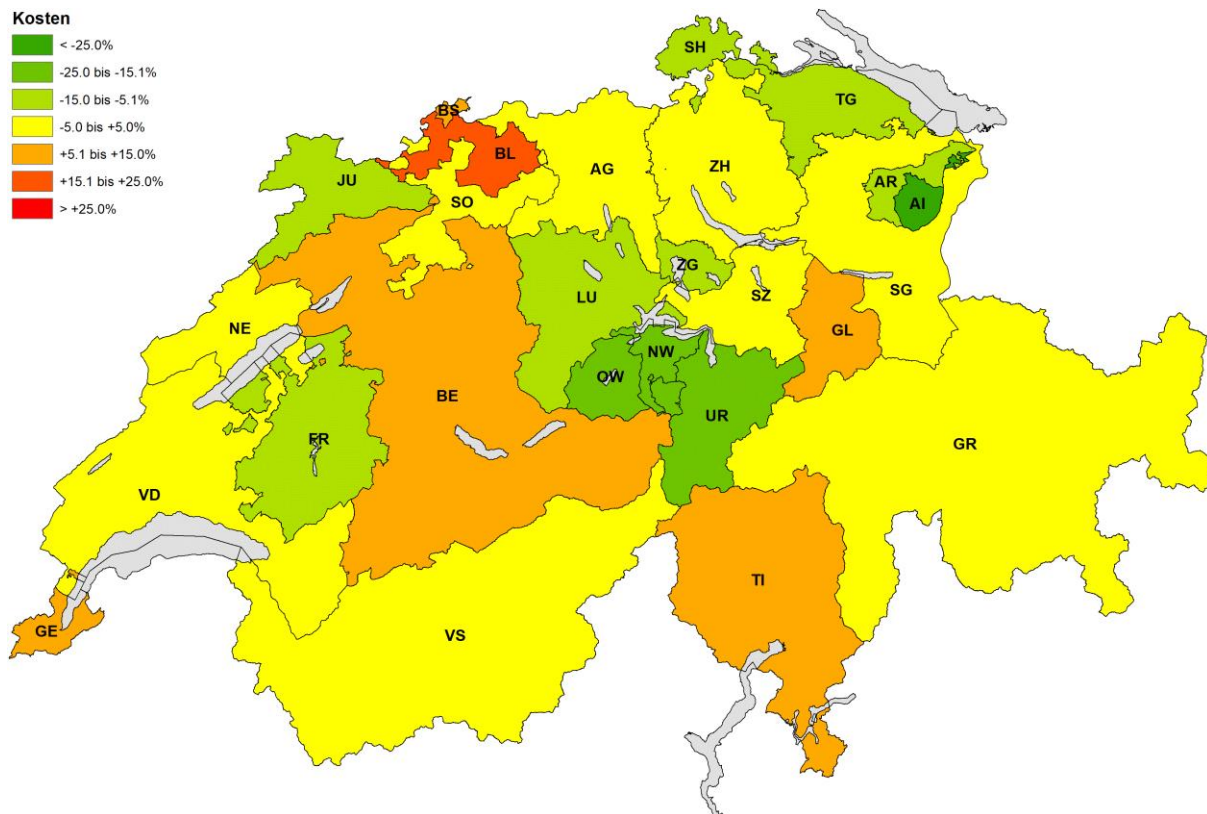 Kosten
< -25.0%
-25.0 bis -15.1%
-15.0 bis -5.1%
-5.0 bis +5.0%
+5.1 bis +15.0%
+15.1 bis +25.0%
> +25.0%
SH
BS
TG
BL
AG
ZH
JU
AR
SO
AI
ZG
LU
SZ
SG
NE
GL
NW
OW
BE
UR
FR
GR
VD
TI
GE
VS